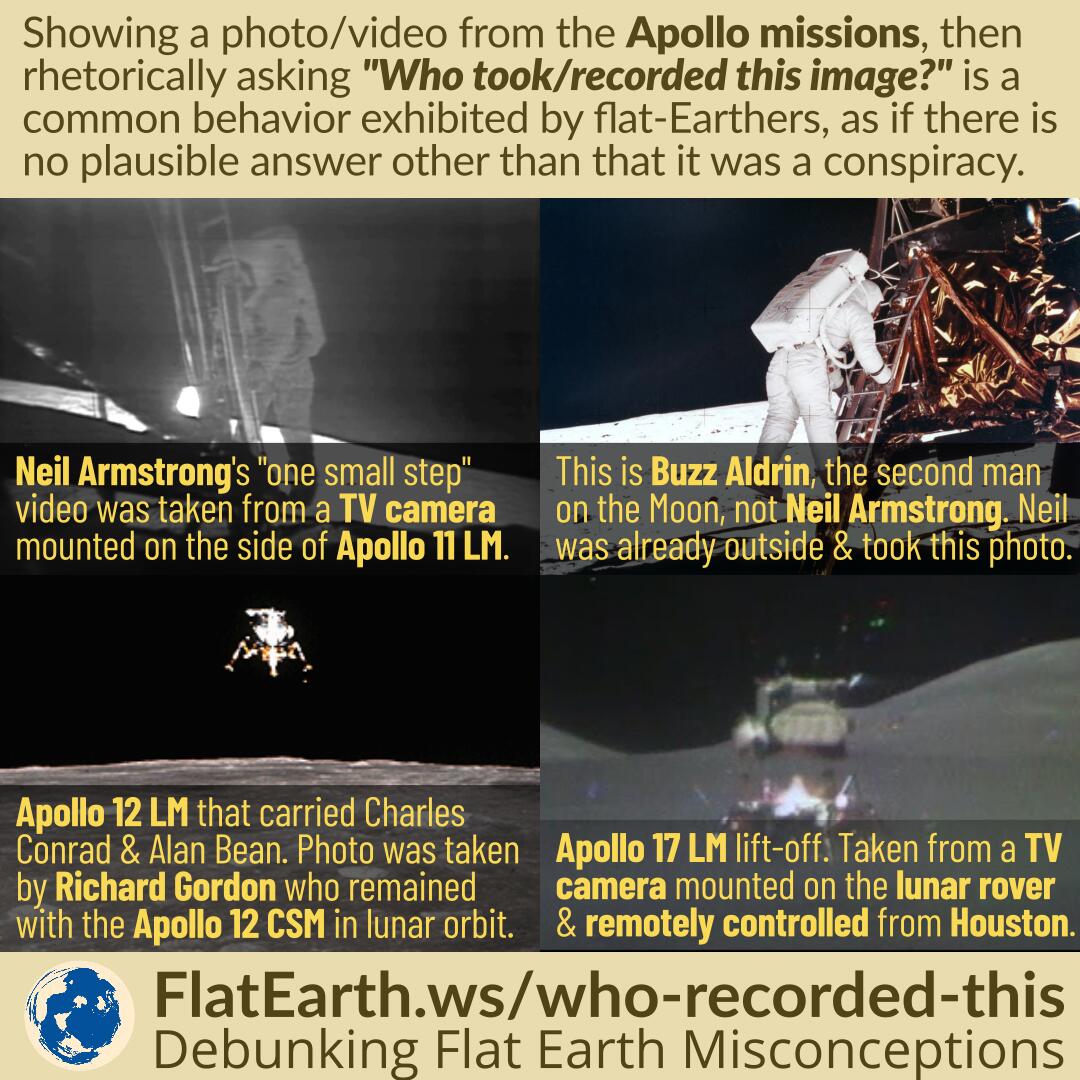 Showing a photo/video from the Apollo missions, then
rhetorically asking "Who took/recorded this image?" is a
common behavior exhibited by flat-Earthers, as if there is
no plausible answer other than that it was a conspiracy.
Neil Armstrong's "one small step"
video was taken from a TV camera
mounted on the side of Apollo 11 LM.
This is Buzz Aldrin, the second man
on the Moon, not Neil Armstrong. Neil
was already outside & took this photo.
Apollo 12 LM that carried Charles
Conrad & Alan Bean. Photo was taken
by Richard Gordon who remained
with the Apollo 12 CSM in lunar orbit.
Apollo 17 LM lift-off. Taken from a TV
camera mounted on the lunar rover
& remotely controlled from Houston.
FlatEarth.ws/who-recorded-this
Debunking Flat Earth Misconceptions